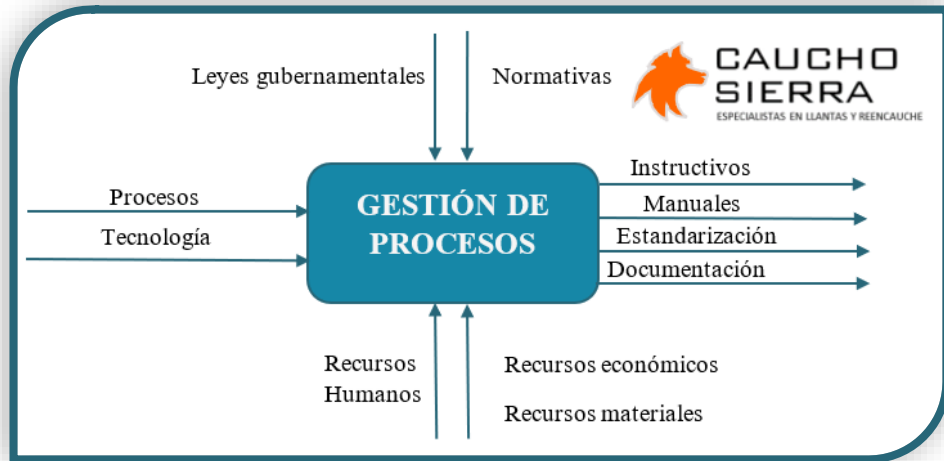 Leyes gubernamentales
Normativas
CAUCHO
SIERRA
ESPECIALISTAS EN LLANTAS Y REENCAUCHE
Procesos
Tecnología
GESTIÓN DE
PROCESOS
Instructivos
Manuales
Estandarización
Documentación
Recursos
Humanos
Recursos económicos
Recursos materiales